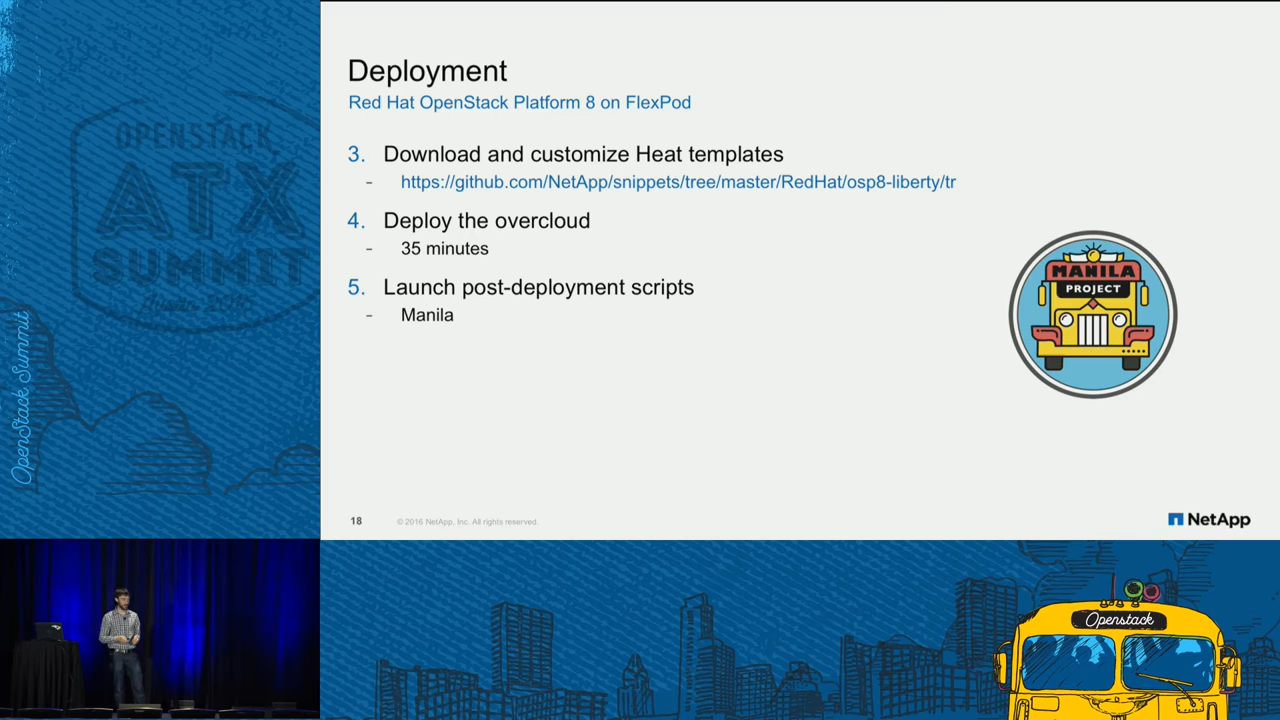 Deployment
Red Hat OpenStack Platform 8 on FlexPod
3. Download and customize Heat templates
- https://github.com/NetApp/snippets/tree/master/RedHat/osp8-liberty/tr
4. Deploy the overcloud
- 35 minutes
5. Launch post-deployment scripts
- Manila
MANILA
PROJECT
18
© 2016 NetApp, Inc. All rights reserved.
NetApp
OPENSTACK
ATX
SUMMIT
OpenStack Summit
Openstack